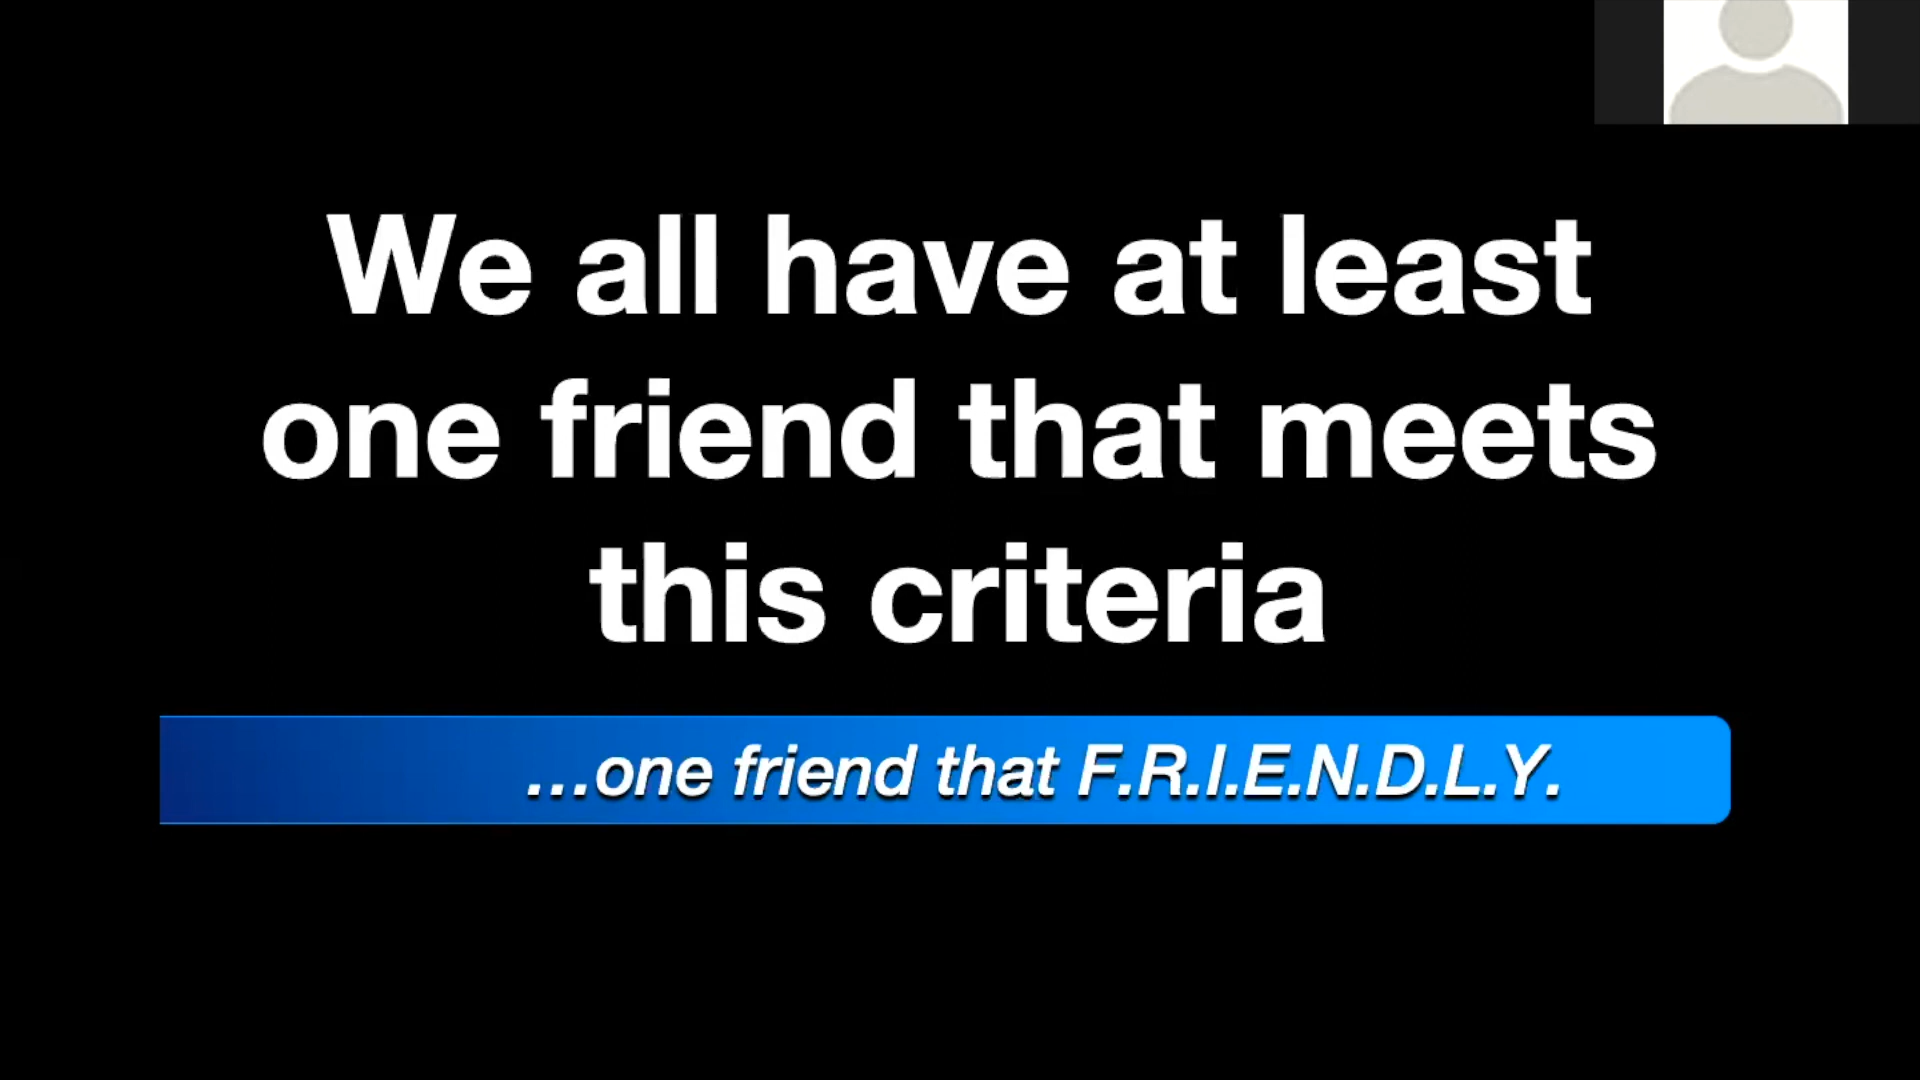 We all have at least
one friend that meets
this criteria
...one friend that F.R.I.E.N.D.L.Y.